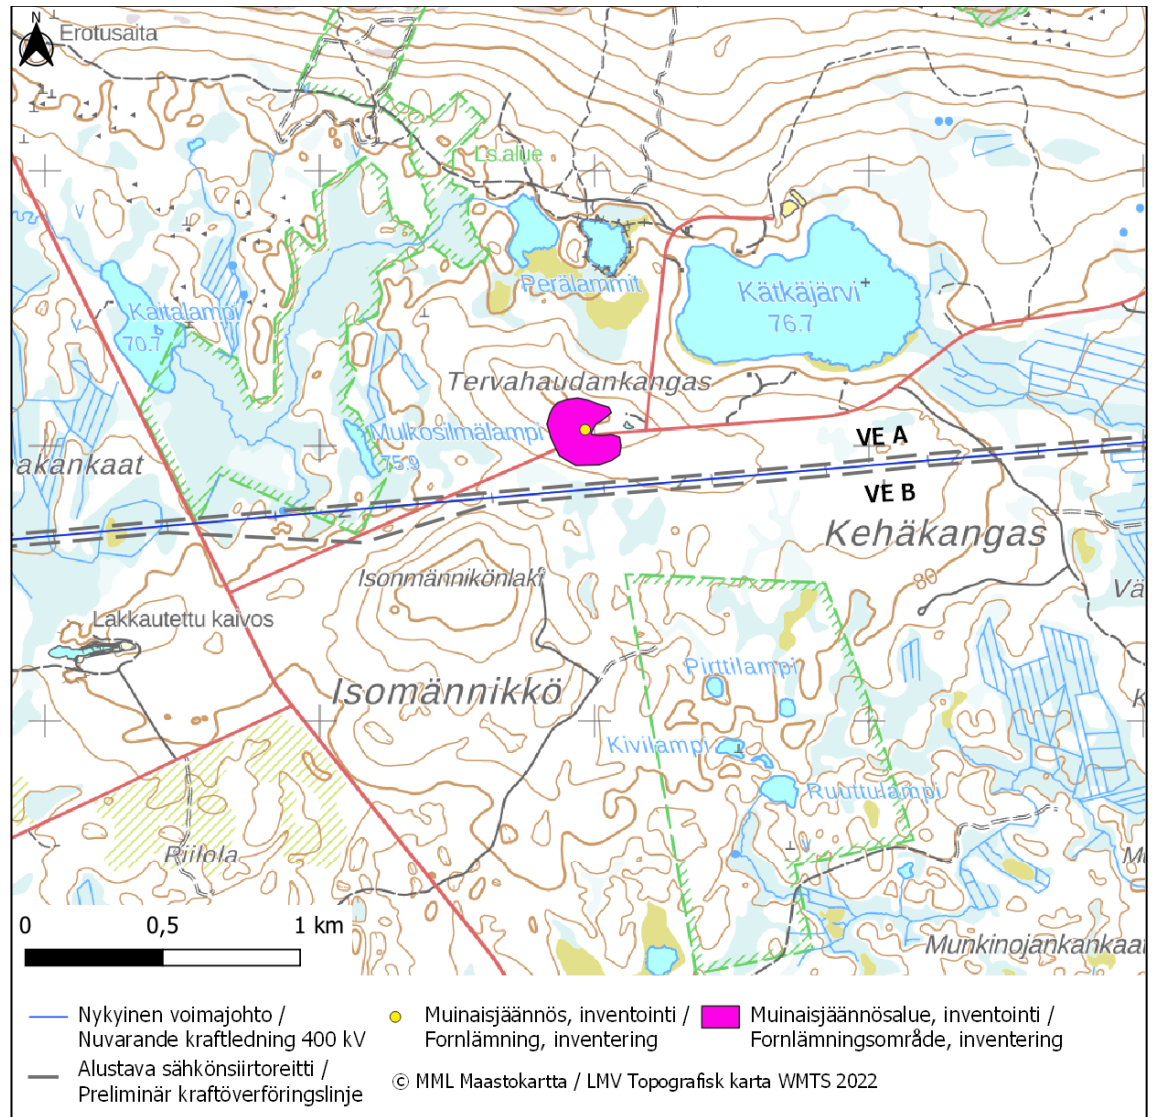 N
Erotusaita
Ls.alue
Perälammit
Kätkäjärvi
76.7
Kaitalampi
70.7
Tervahaudankangas
Mulkosilmälampi
75.9
akankaat
VE A
VE B
Kehäkangas
80
Isonmännikönlaki
Vä
Lakkautettu kaivos
Isomännikkö
Pirttilampi
K
Kivilampi
Ruuttulampi
Piilola
Mu
Munkinojankankaat
0 0,5 1 km
Nykyinen voimajohto /
Nuvarande kraftledning 400 kV
Alustava sähkönsiirtoreitti /
Preliminär kraftöverföringslinje
Muinaisjäännös, inventointi /
Fornlämning, inventering
Muinaisjäännösalue, inventointi /
Fornlämningsområde, inventering
© MML Maastokartta / LMV Topografisk karta WMTS 2022